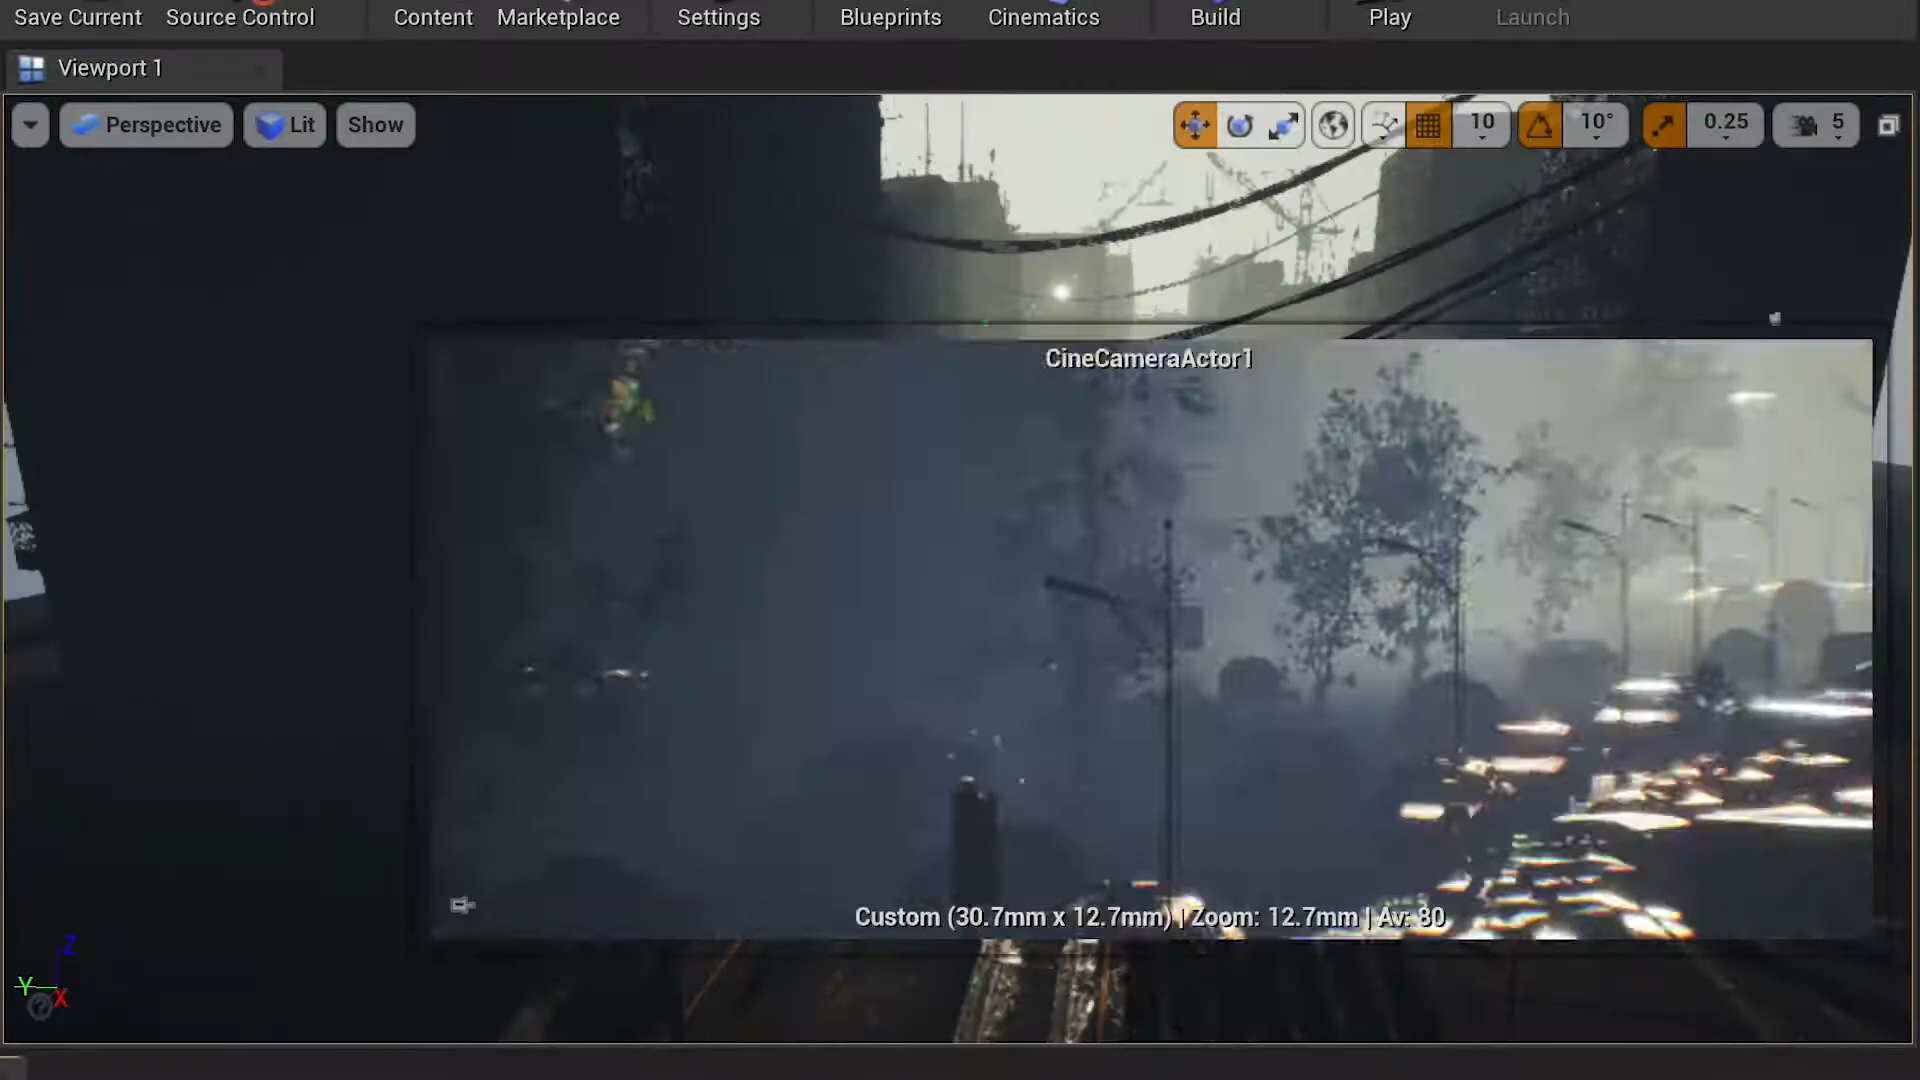 Save Current Source Control Content Marketplace Settings Blueprints Cinematics Build Play Launch
Viewport 1
Perspective Lit Show 10 10° 0.25 5
CineCameraActor1
Custom (30.7mm x 12.7mm) | Zoom: 12.7mm | Av: 80
Z
Y
X
?